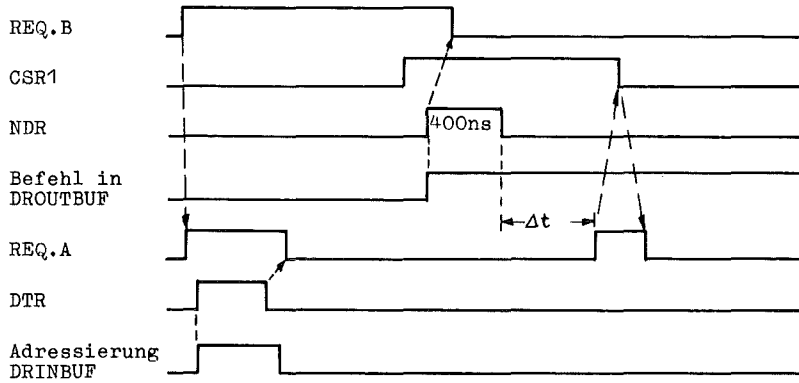 REQ.B
CSR1
NDR
400ns
Befehl in
DROUTBUF
Δt
REQ.A
DTR
Adressierung
DRINBUF